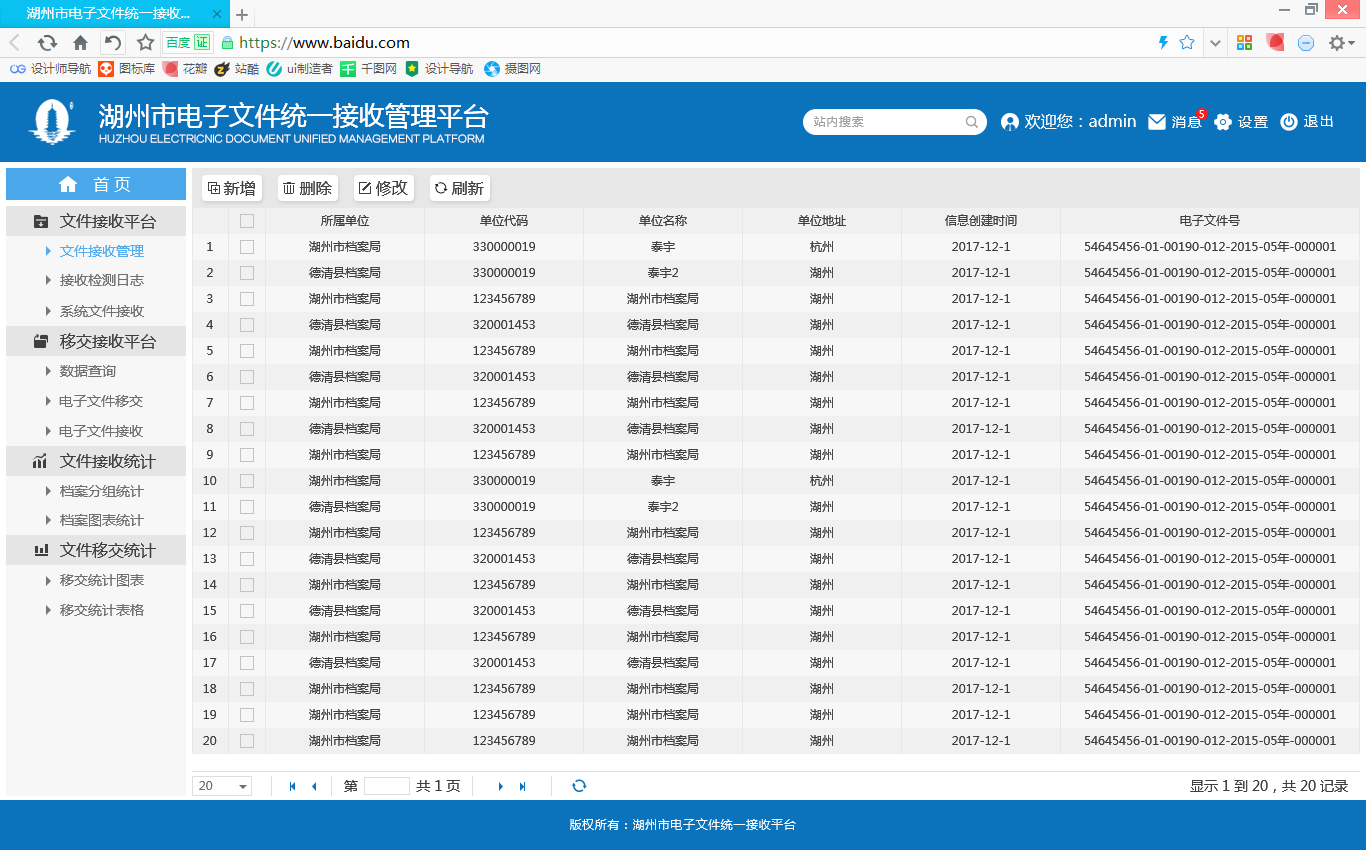 湖州市电子文件统一接收...
百度 证 https://www.baidu.com
设计师导航 图标库 花瓣 站酷 ui制造者 千图网 设计导航 摄图网
湖州市电子文件统一接收管理平台
HUZHOU ELECTRICNIC DOCUMENT UNIFIED MANAGEMENT PLATFORM
站内搜索 欢迎您：admin 消息 5 设置 退出
首页
文件接收平台
文件接收管理
接收检测日志
系统文件接收
移交接收平台
数据查询
电子文件移交
电子文件接收
文件接收统计
档案分组统计
档案图表统计
文件移交统计
移交统计图表
移交统计表格
新增 删除 修改 刷新
所属单位 单位代码 单位名称 单位地址 信息创建时间 电子文件号
1 湖州市档案局 330000019 泰宇 杭州 2017-12-1 54645456-01-00190-012-2015-05年-000001
2 德清县档案局 330000019 泰宇2 湖州 2017-12-1 54645456-01-00190-012-2015-05年-000001
3 湖州市档案局 123456789 湖州市档案局 湖州 2017-12-1 54645456-01-00190-012-2015-05年-000001
4 德清县档案局 320001453 德清县档案局 湖州 2017-12-1 54645456-01-00190-012-2015-05年-000001
5 湖州市档案局 123456789 湖州市档案局 湖州 2017-12-1 54645456-01-00190-012-2015-05年-000001
6 德清县档案局 320001453 德清县档案局 湖州 2017-12-1 54645456-01-00190-012-2015-05年-000001
7 湖州市档案局 123456789 湖州市档案局 湖州 2017-12-1 54645456-01-00190-012-2015-05年-000001
8 德清县档案局 320001453 德清县档案局 湖州 2017-12-1 54645456-01-00190-012-2015-05年-000001
9 湖州市档案局 123456789 湖州市档案局 湖州 2017-12-1 54645456-01-00190-012-2015-05年-000001
10 湖州市档案局 330000019 泰宇 杭州 2017-12-1 54645456-01-00190-012-2015-05年-000001
11 德清县档案局 330000019 泰宇2 湖州 2017-12-1 54645456-01-00190-012-2015-05年-000001
12 湖州市档案局 123456789 湖州市档案局 湖州 2017-12-1 54645456-01-00190-012-2015-05年-000001
13 德清县档案局 320001453 德清县档案局 湖州 2017-12-1 54645456-01-00190-012-2015-05年-000001
14 湖州市档案局 123456789 湖州市档案局 湖州 2017-12-1 54645456-01-00190-012-2015-05年-000001
15 德清县档案局 320001453 德清县档案局 湖州 2017-12-1 54645456-01-00190-012-2015-05年-000001
16 湖州市档案局 123456789 湖州市档案局 湖州 2017-12-1 54645456-01-00190-012-2015-05年-000001
17 德清县档案局 320001453 德清县档案局 湖州 2017-12-1 54645456-01-00190-012-2015-05年-000001
18 湖州市档案局 123456789 湖州市档案局 湖州 2017-12-1 54645456-01-00190-012-2015-05年-000001
19 湖州市档案局 123456789 湖州市档案局 湖州 2017-12-1 54645456-01-00190-012-2015-05年-000001
20 湖州市档案局 123456789 湖州市档案局 湖州 2017-12-1 54645456-01-00190-012-2015-05年-000001
20 第 共 1 页 显示 1 到 20，共 20 记录
版权所有：湖州市电子文件统一接收平台